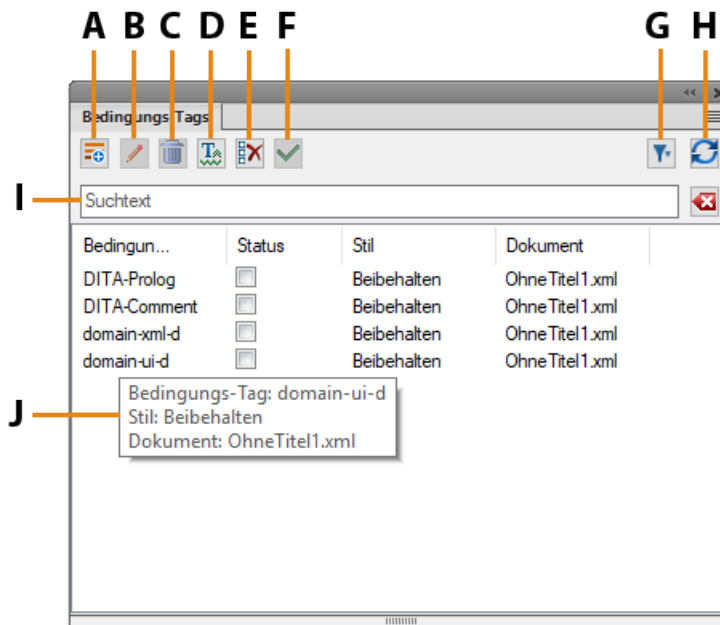 A B C D E F G H
Bedingungs-Tags
I
Suchtext
Bedingun... Status Stil Dokument
DITA-Prolog Beibehalten OhneTitel1.xml
DITA-Comment Beibehalten OhneTitel1.xml
domain-xml-d Beibehalten OhneTitel1.xml
domain-ui-d Beibehalten OhneTitel1.xml
Bedingungs-Tag: domain-ui-d
J
Stil: Beibehalten
Dokument: OhneTitel1.xml